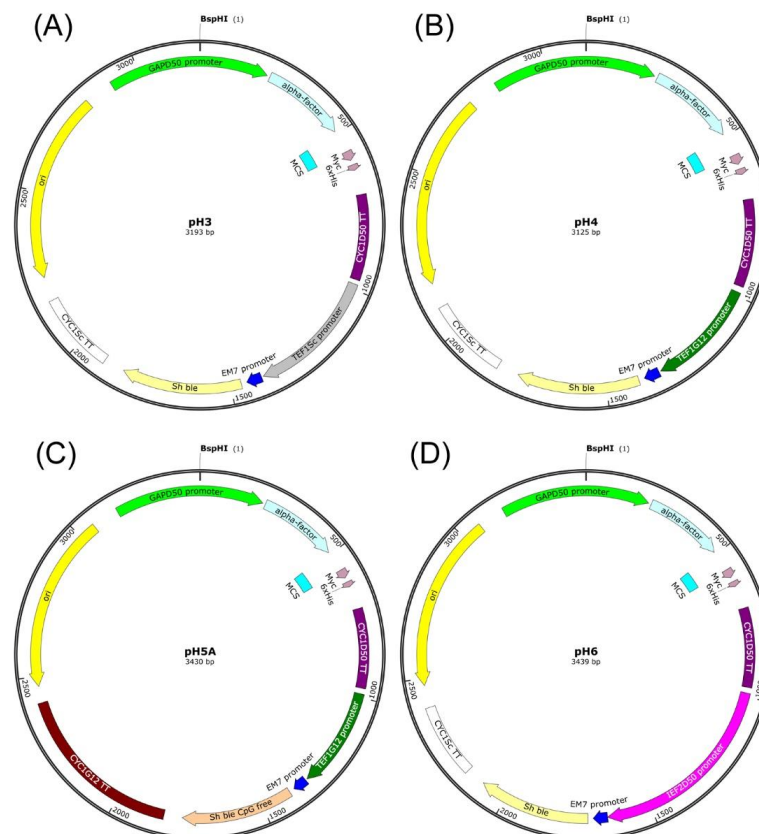 (A)
BspHI (1)
3000
GAPD50 promoter
alpha-factor
500
ori
MCS
Myc
6xHis
2500
pH3
3193 bp
CYC1D50 TT
1000
CYC1Sc TT
2000
TEF1Sc promoter
EM7 promoter
Sh ble
1500
(B)
BspHI (1)
3000
GAPD50 promoter
alpha-factor
500
ori
MCS
Myc
6xHis
2500
pH4
3125 bp
CYC1D50 TT
1000
CYC1Sc TT
2000
TEF1G12 promoter
EM7 promoter
Sh ble
1500
(C)
BspHI (1)
3000
GAPD50 promoter
alpha-factor
500
ori
MCS
Myc
6xHis
2500
pH5A
3430 bp
CYC1D50 TT
1000
CYC1G12 TT
2000
TEF1G12 promoter
EM7 promoter
Sh ble CpG free
1500
(D)
BspHI (1)
3000
GAPD50 promoter
alpha-factor
500
ori
MCS
Myc
6xHis
2500
pH6
3439 bp
CYC1D50 TT
1000
CYC1Sc TT
2000
TEF2D50 promoter
EM7 promoter
Sh ble
1500